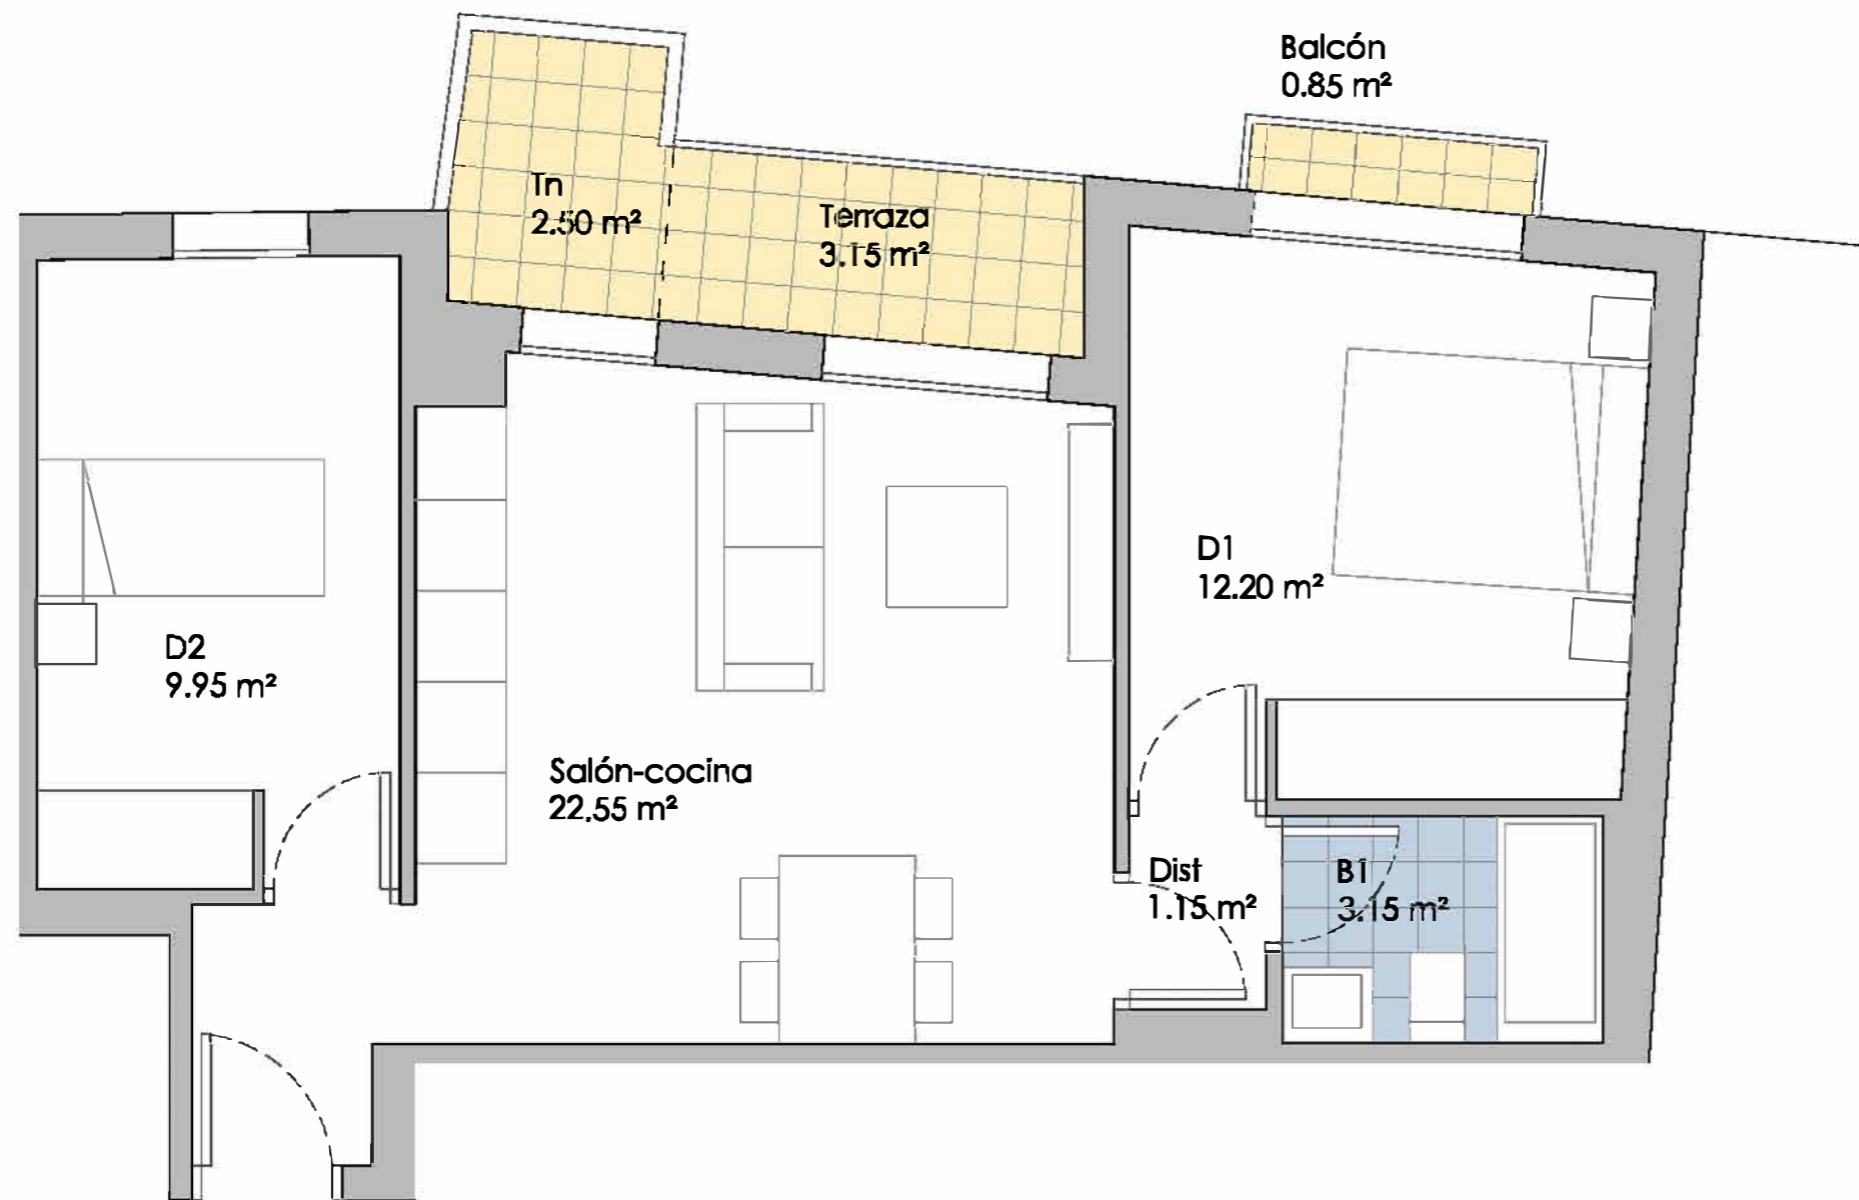 Balcón
0.85 m²
Tn
2.50 m²
Terraza
3.15 m²
D1
12.20 m²
D2
9.95 m²
Salón-cocina
22.55 m²
Dist
1.15 m²
B1
3.15 m²